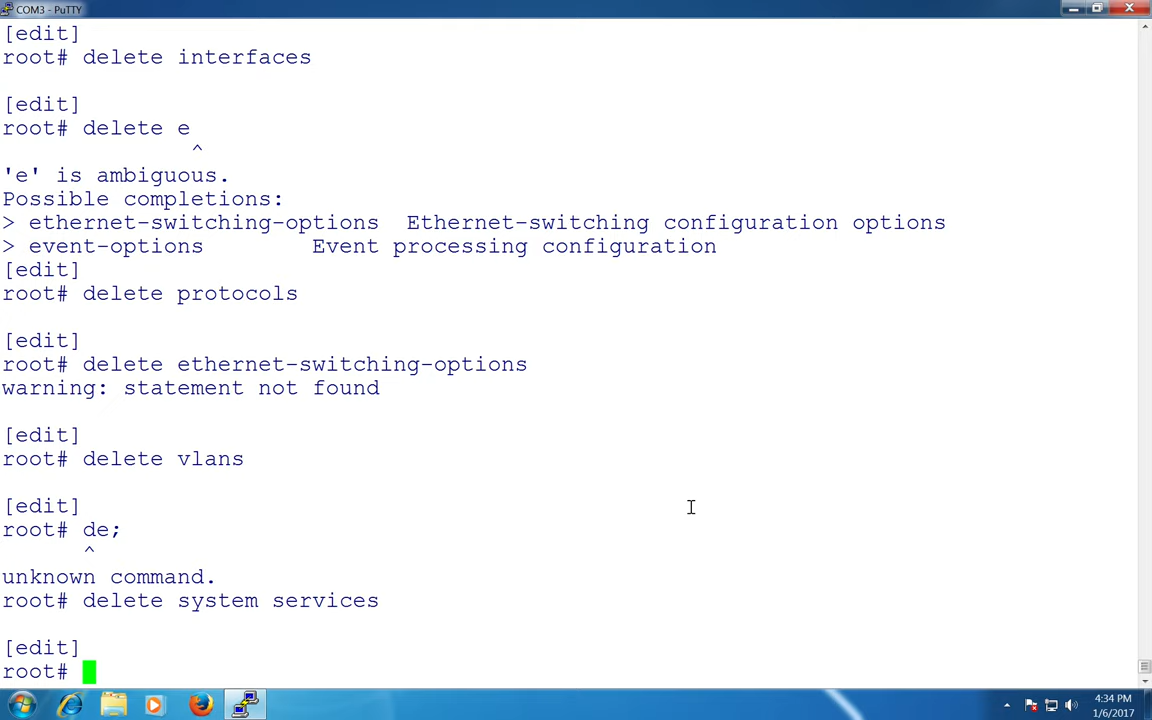 COM3 - PuTTY
[edit]
root# delete interfaces
[edit]
root# delete e
^
'e' is ambiguous.
Possible completions:
> ethernet-switching-options  Ethernet-switching configuration options
> event-options        Event processing configuration
[edit]
root# delete protocols
[edit]
root# delete ethernet-switching-options
warning: statement not found
[edit]
root# delete vlans
[edit]
root# de;
^
unknown command.
root# delete system services
[edit]
root#
4:34 PM
1/6/2017